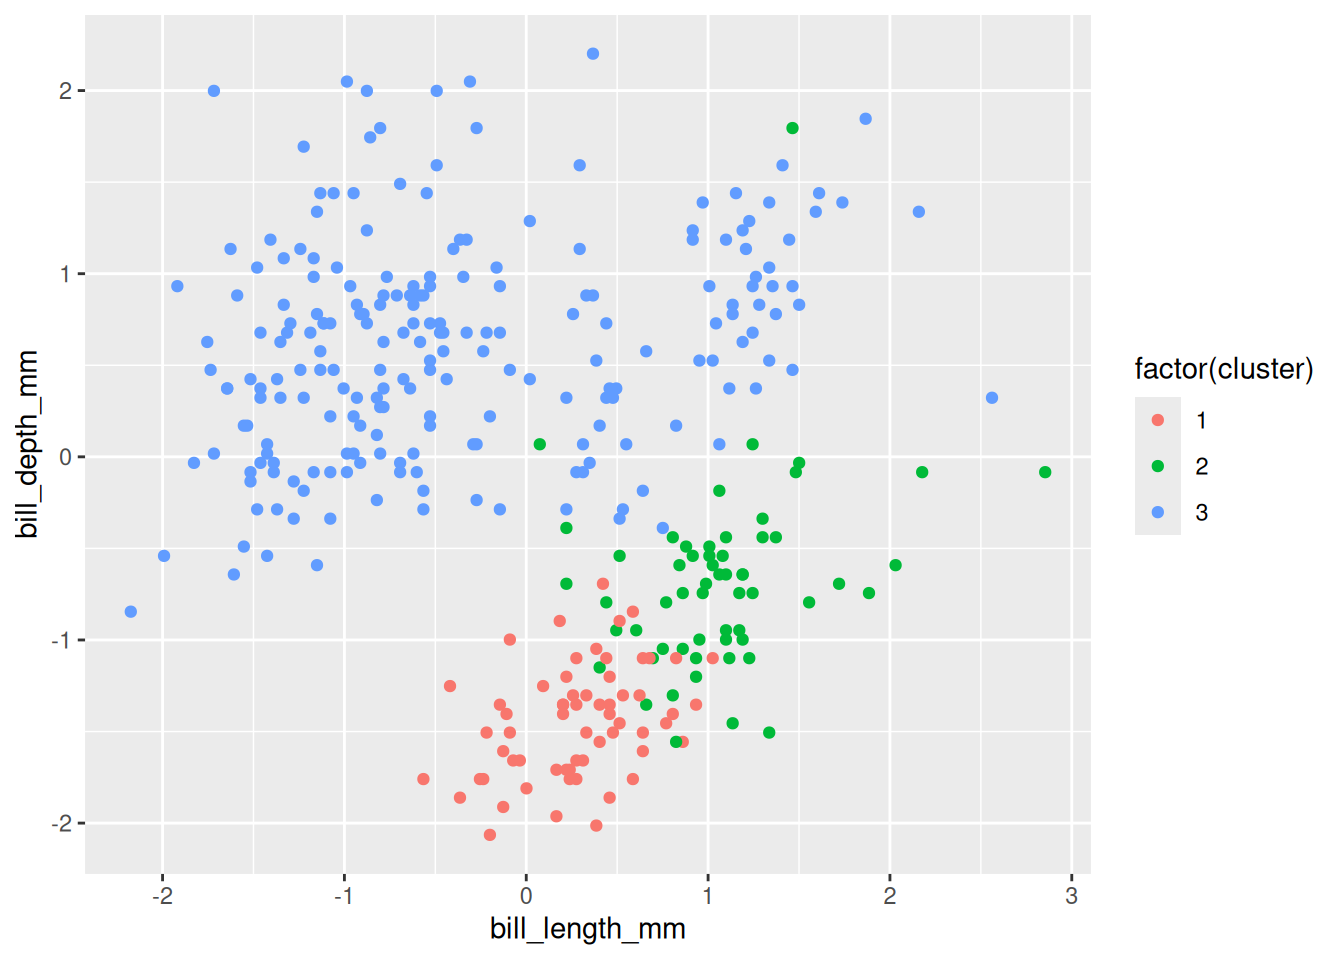 2
1
0
-1
-2
bill_depth_mm
-2 -1 0 1 2 3
bill_length_mm
factor(cluster)
1
2
3